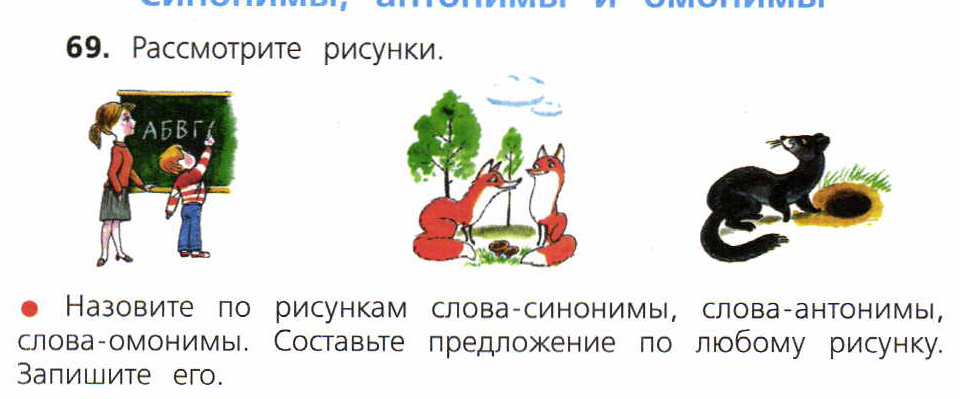 Синонимы, антонимы и омонимы
69. Рассмотрите рисунки.
АБВГ
• Назовите по рисункам слова-синонимы, слова-антонимы,
слова-омонимы. Составьте предложение по любому рисунку.
Запишите его.